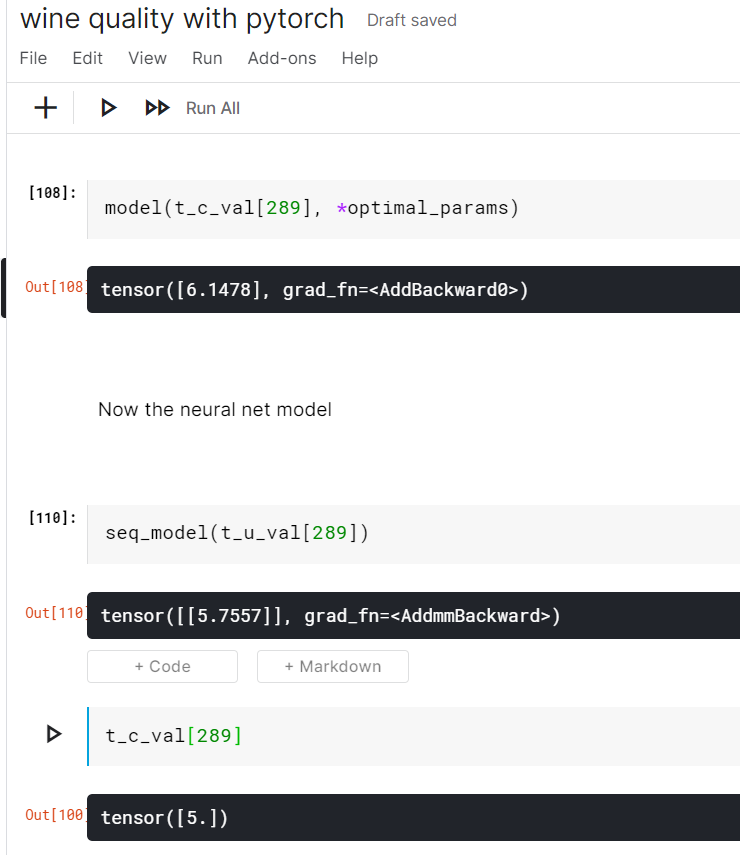 wine quality with pytorch Draft saved
File Edit View Run Add-ons Help
Run All
[108]:
model(t_c_val[289], *optimal_params)
Out[108]
tensor([6.1478], grad_fn=<AddBackward0>)
Now the neural net model
[110]:
seq_model(t_u_val[289])
Out[110]
tensor([[5.7557]], grad_fn=<AddmmBackward>)
+ Code + Markdown
t_c_val[289]
Out[100]
tensor([5.])